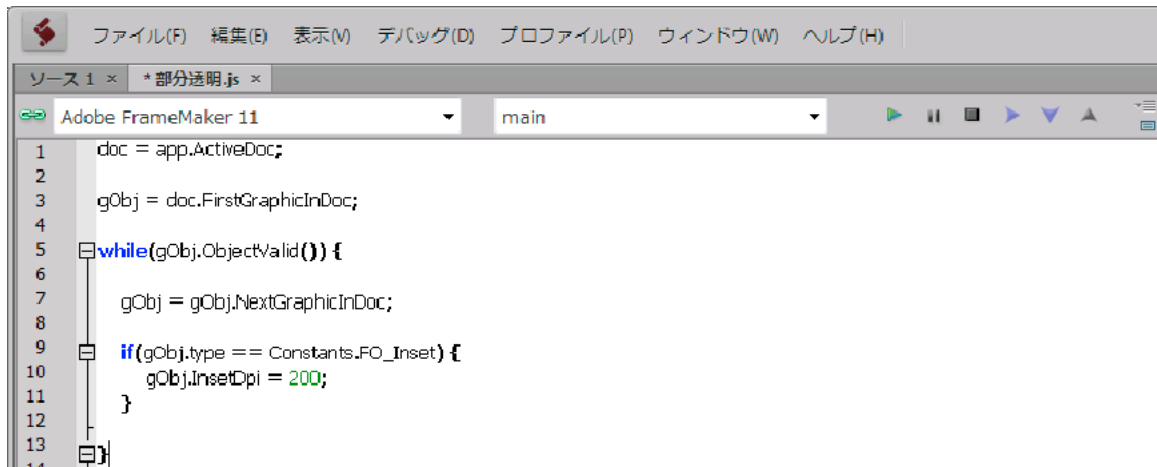 ファイル(F) 編集(E) 表示(V) デバッグ(D) プロファイル(P) ウィンドウ(W) ヘルプ(H)
ソース 1 × *部分透明.js ×
Adobe FrameMaker 11 main
1 doc = app.ActiveDoc;
2
3 gObj = doc.FirstGraphicInDoc;
4
5 while(gObj.ObjectValid()) {
6
7 gObj = gObj.NextGraphicInDoc;
8
9 if(gObj.type == Constants.FO_Inset) {
10 gObj.InsetDpi = 200;
11 }
12
13 }
14